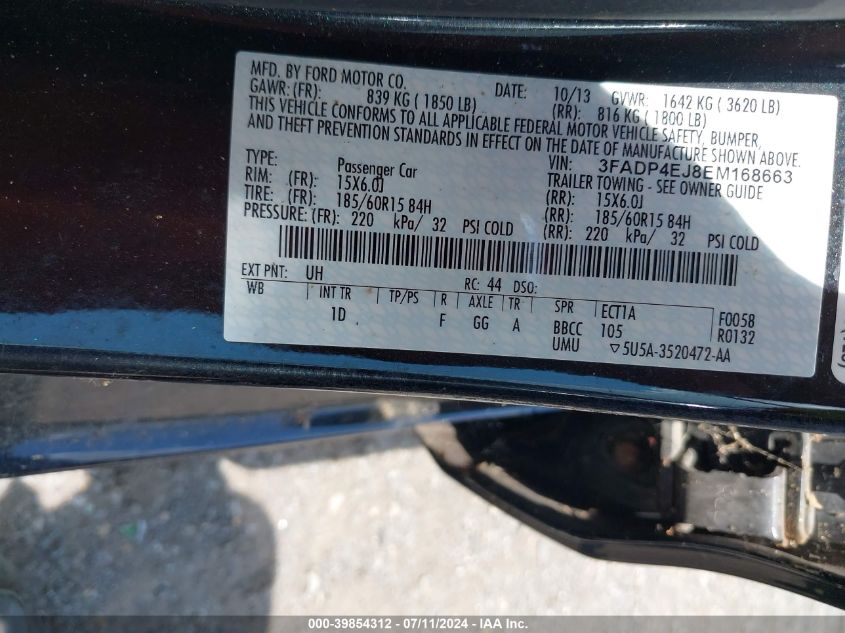 MFD. BY FORD MOTOR CO. DATE: 10/13 GVWR: 1642 KG ( 3620 LB)
GAWR: (FR): 839 KG ( 1850 LB) (RR): 816 KG ( 1800 LB)
THIS VEHICLE CONFORMS TO ALL APPLICABLE FEDERAL MOTOR VEHICLE SAFETY, BUMPER,
AND THEFT PREVENTION STANDARDS IN EFFECT ON THE DATE OF MANUFACTURE SHOWN ABOVE.
VIN: 3FADP4EJ8EM168663
TYPE: Passenger Car TRAILER TOWING - SEE OWNER GUIDE
RIM: (FR): 15X6.0J (RR): 15X6.0J
TIRE: (FR): 185/60R15 84H (RR): 185/60R15 84H
PRESSURE: (FR): 220 kPa/ 32 PSI COLD (RR): 220 kPa/ 32 PSI COLD
EXT PNT: UH RC: 44 DSO:
WB INT TR TP/PS R AXLE TR SPR ECT1A F0058
1D F GG A BBCC 105 R0132
UMU ▽5U5A-3520472-AA
000-39854312 - 07/11/2024 - IAA Inc.